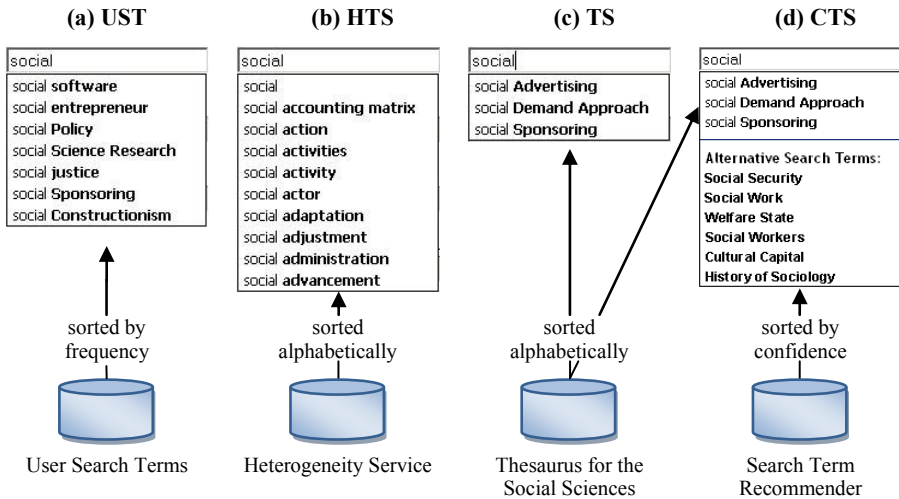 (a) UST
(b) HTS
(c) TS
(d) CTS
social
social software
social entrepreneur
social Policy
social Science Research
social justice
social Sponsoring
social Constructionism
sorted by
frequency
User Search Terms
social
social
social accounting matrix
social action
social activities
social activity
social actor
social adaptation
social adjustment
social administration
social advancement
sorted
alphabetically
Heterogeneity Service
social
social Advertising
social Demand Approach
social Sponsoring
sorted
alphabetically
Thesaurus for the
Social Sciences
social
social Advertising
social Demand Approach
social Sponsoring
Alternative Search Terms:
Social Security
Social Work
Welfare State
Social Workers
Cultural Capital
History of Sociology
sorted by
confidence
Search Term
Recommender